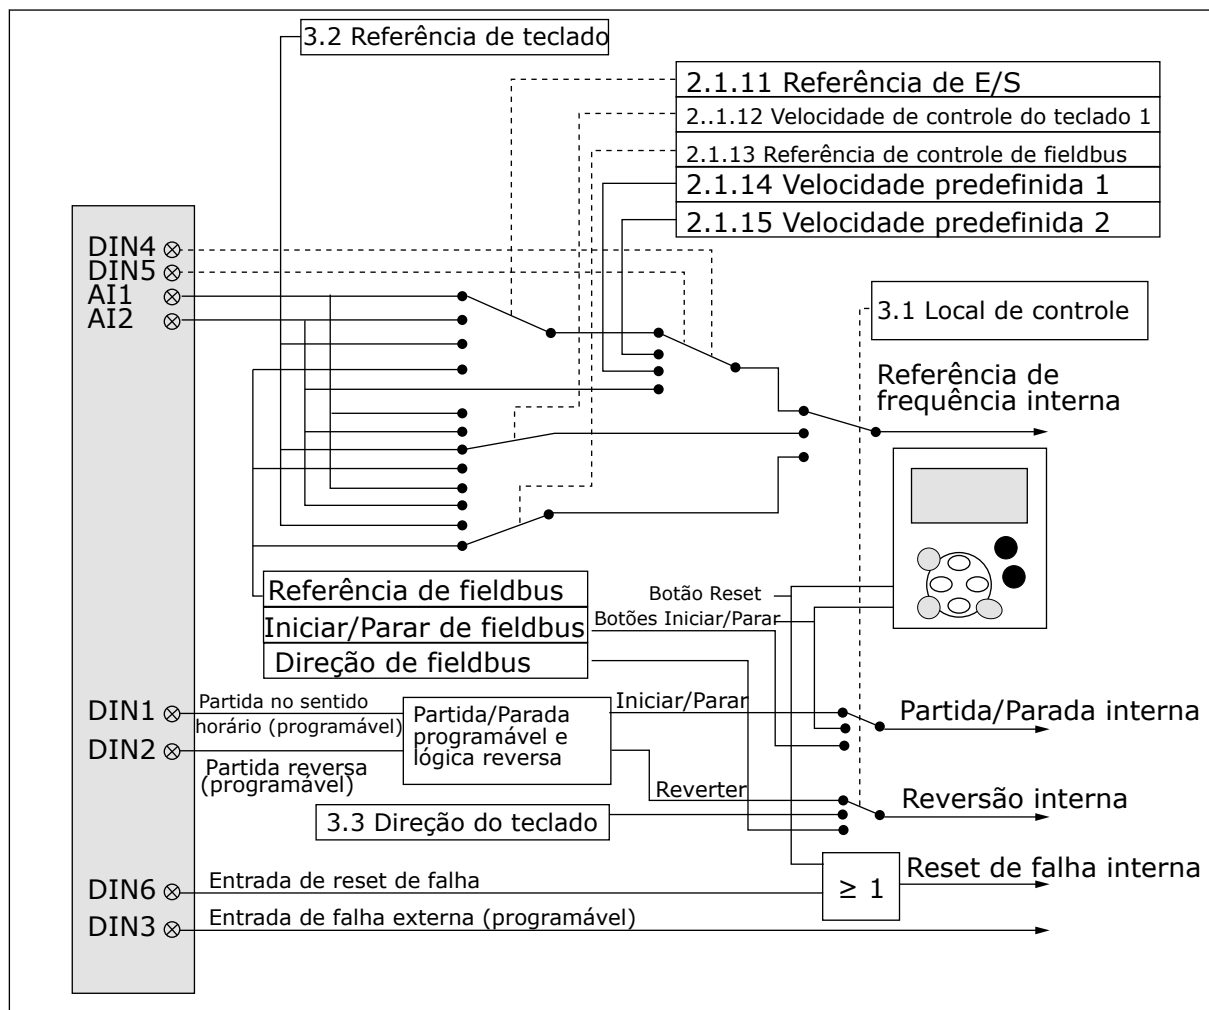 3.2 Referência de teclado
2.1.11 Referência de E/S
2..1.12 Velocidade de controle do teclado 1
2.1.13 Referência de controle de fieldbus
2.1.14 Velocidade predefinida 1
2.1.15 Velocidade predefinida 2
DIN4
DIN5
AI1
AI2
3.1 Local de controle
Referência de
frequência interna
Referência de fieldbus
Iniciar/Parar de fieldbus
Direção de fieldbus
Botão Reset
Botões Iniciar/Parar
DIN1
Partida no sentido
horário (programável)
DIN2
Partida reversa
(programável)
Partida/Parada
programável e
lógica reversa
Iniciar/Parar
Reverter
Partida/Parada interna
3.3 Direção do teclado
Reversão interna
DIN6
Entrada de reset de falha
≥ 1
Reset de falha interna
DIN3
Entrada de falha externa (programável)